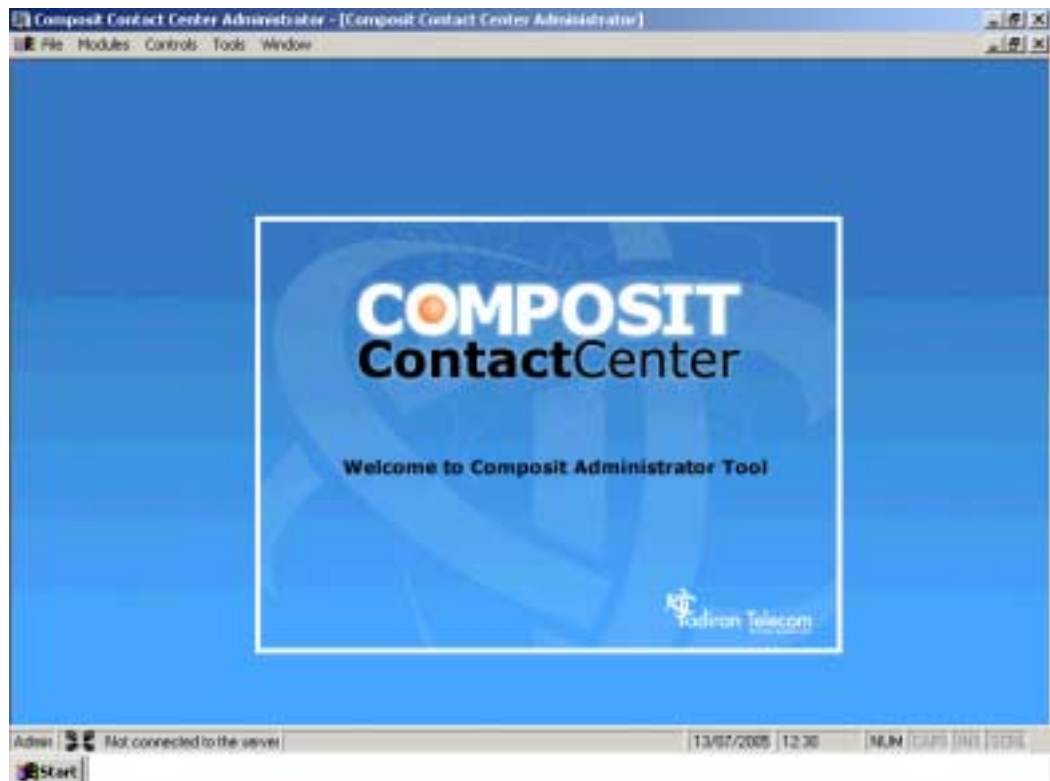 Composit Contact Center Administrator - [Composit Contact Center Administrator]
File Modules Controls Tools Window
COMPOSIT
ContactCenter
Welcome to Composit Administrator Tool
Tadiran Telecom
Admin Not connected to the server 13/07/2005 12:30 NUM CAPS INS SCRL
Start